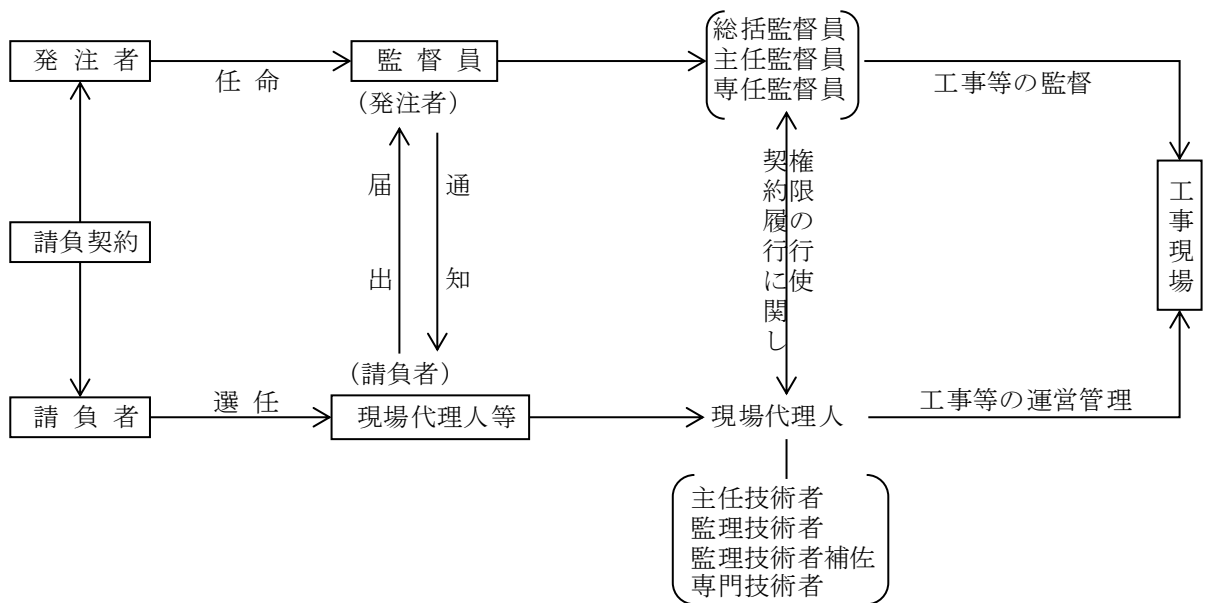 発注者
任命
監督員
(発注者)
総括監督員
主任監督員
専任監督員
工事等の監督
届出
通知
権限の行使
契約履行に関し
工事現場
請負契約
(請負者)
請負者
選任
現場代理人等
現場代理人
工事等の運営管理
主任技術者
監理技術者
監理技術者補佐
専門技術者